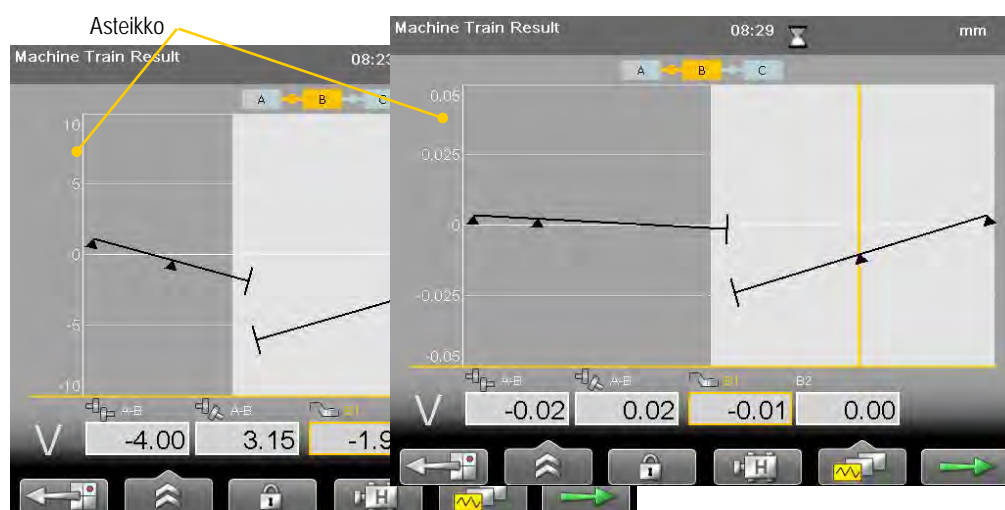 Asteikko
Machine Train Result 08:23
A B C
10
5
0
-5
-10
A-B A-B B1
V -4.00 3.15 -1.9
H
Machine Train Result 08:29 mm
A B C
0.05
0.025
0
-0.025
-0.05
A-B A-B B1 B2
V -0.02 0.02 -0.01 0.00
H